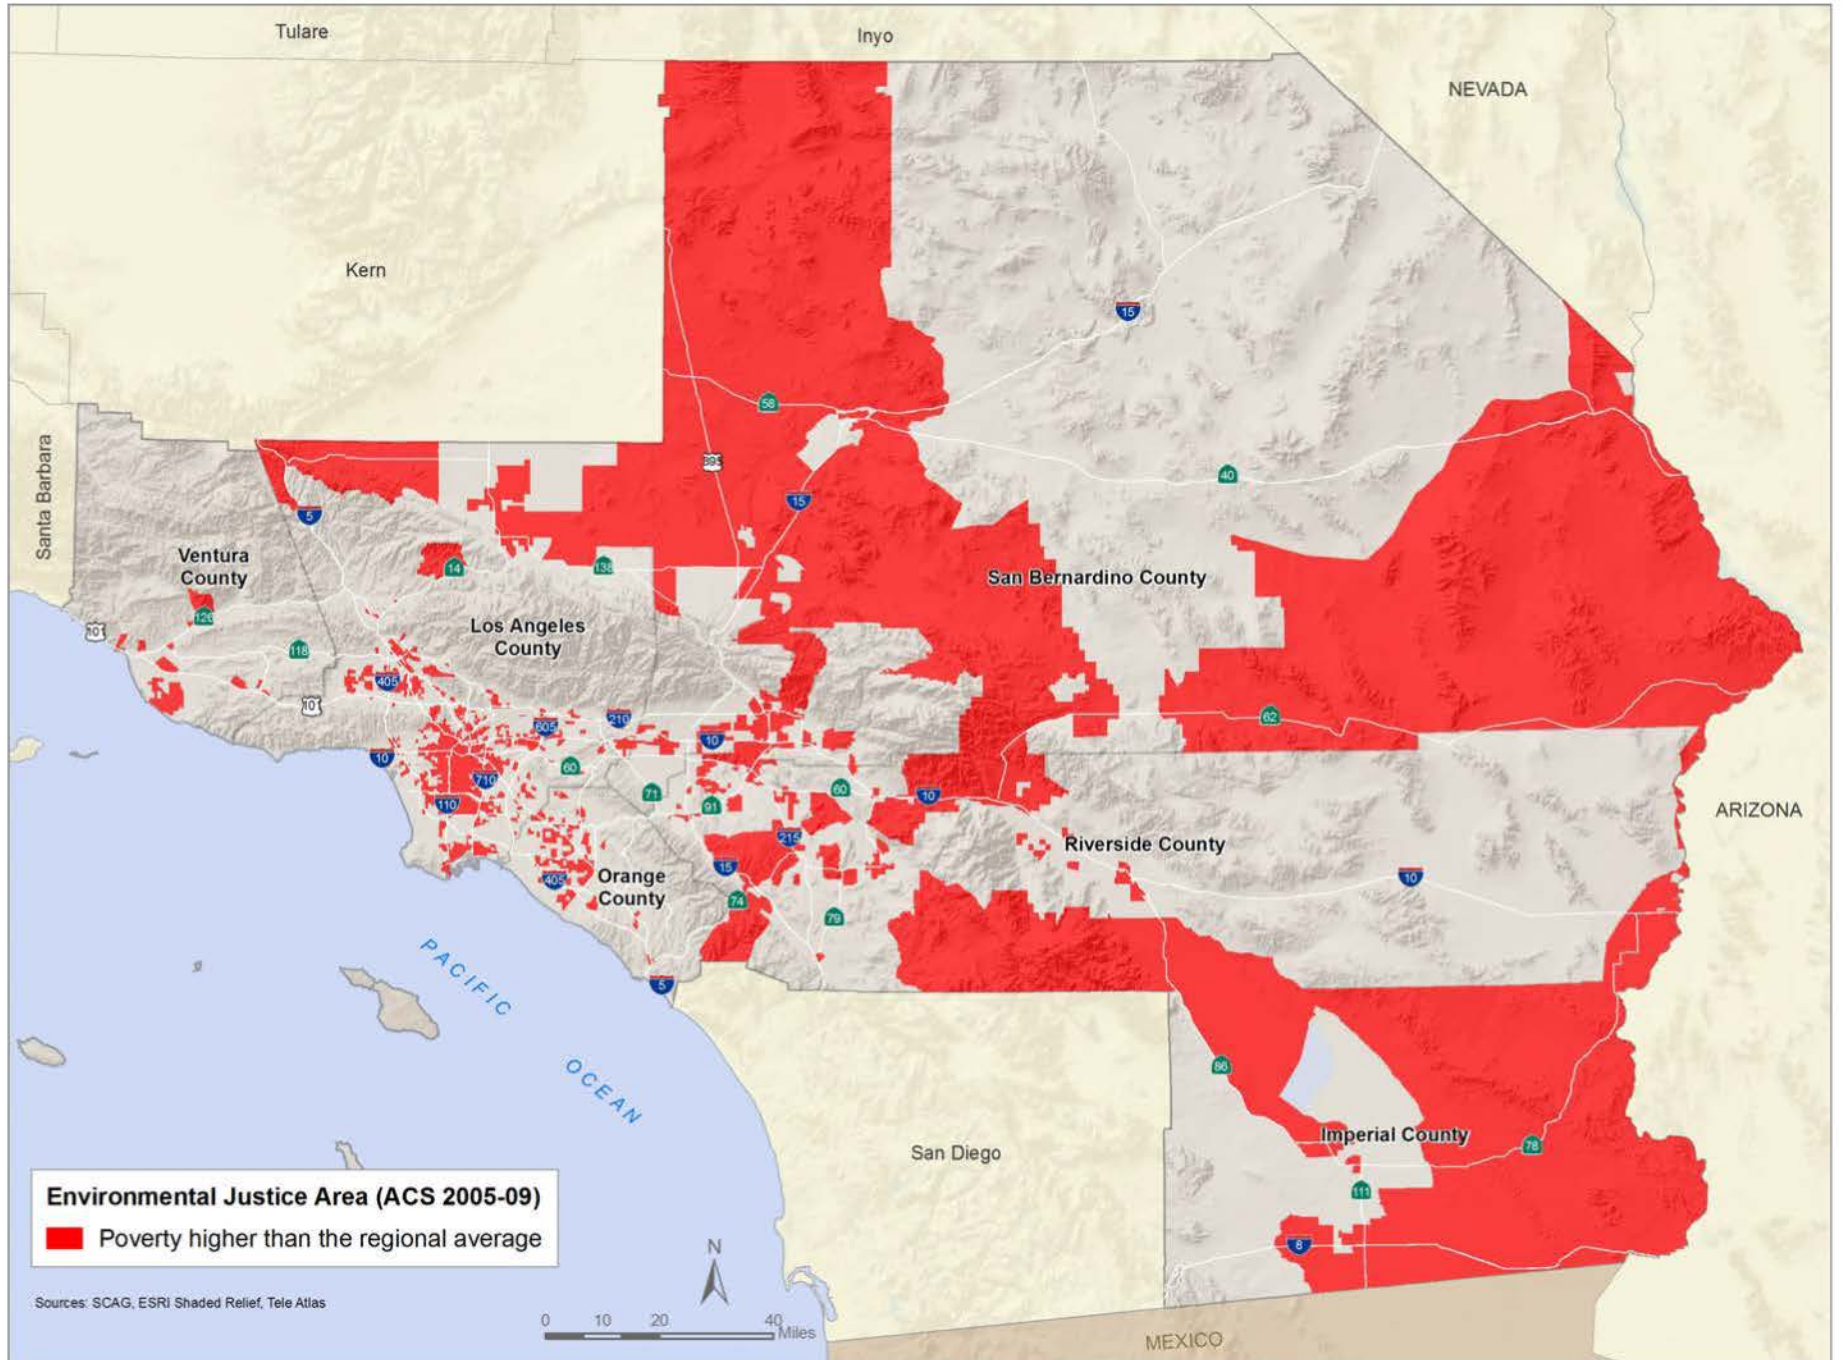 Tulare
Inyo
NEVADA
Kern
15
58
395
15
40
Santa Barbara
5
Ventura
County
14
138
San Bernardino County
126
101
118
Los Angeles
County
405
101
605
210
62
10
10
60
710
71
60
10
110
91
ARIZONA
215
Riverside County
15
405
Orange
County
10
74
79
PACIFIC
OCEAN
5
86
Imperial County
78
San Diego
111
8
Environmental Justice Area (ACS 2005-09)
Poverty higher than the regional average
N
Sources: SCAG, ESRI Shaded Relief, Tele Atlas
0 10 20 40
Miles
MEXICO